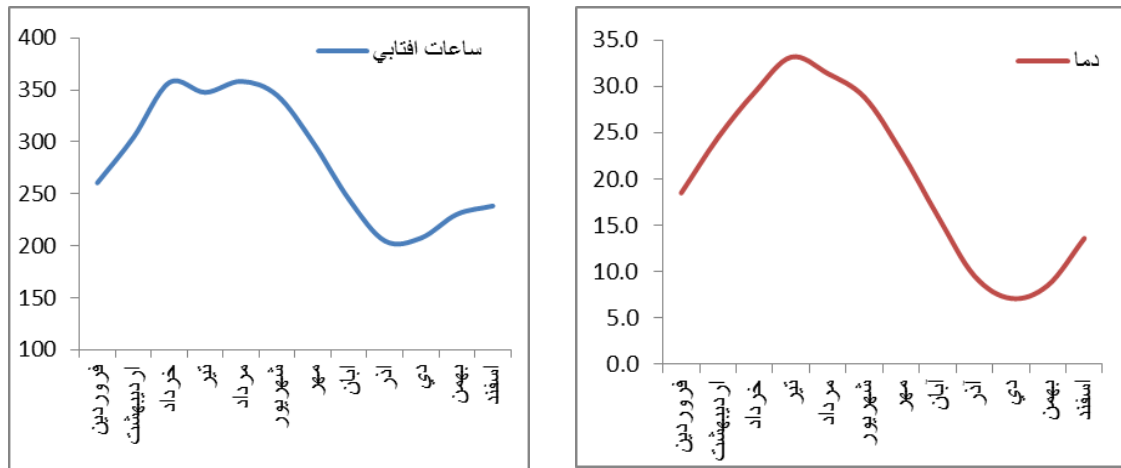 ساعات افتابي
400
350
300
250
200
150
100
فروردين
ارديبهشت
خرداد
تير
مرداد
شهريور
مهر
ابان
اذر
دي
بهمن
اسفند
دما
35.0
30.0
25.0
20.0
15.0
10.0
5.0
0.0
فروردين
ارديبهشت
خرداد
تير
مرداد
شهريور
مهر
آبان
آذر
دي
بهمن
اسفند